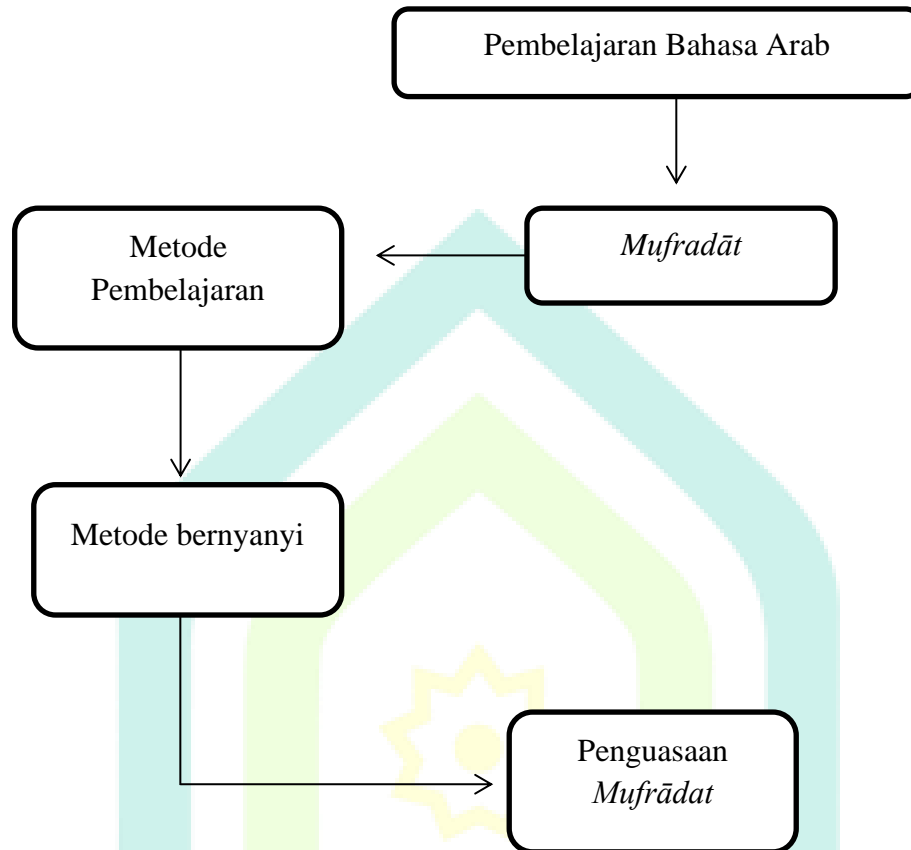 Pembelajaran Bahasa Arab
Mufradāt
Metode
Pembelajaran
Metode bernyanyi
Penguasaan
Mufrādat